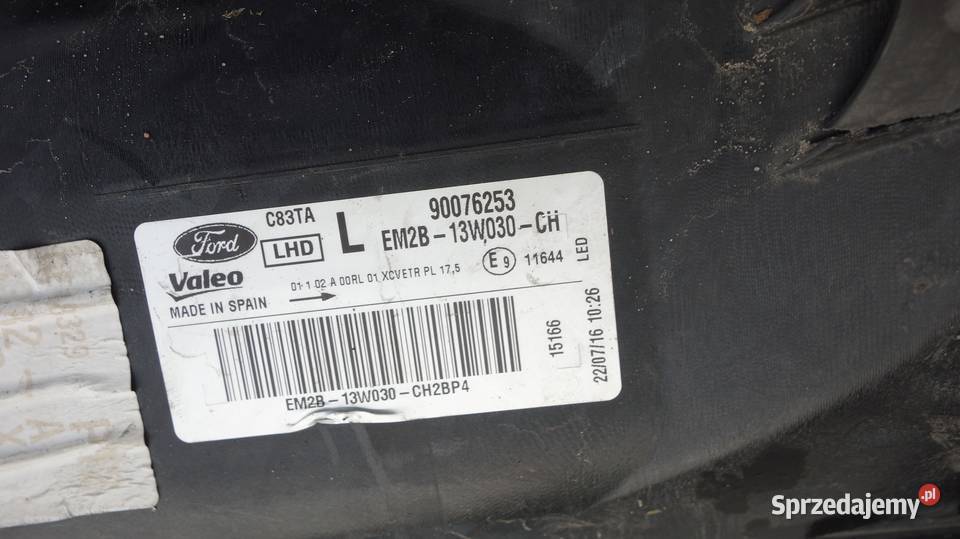 C83TA
90076253
Ford
LHD
L
EM2B-13W030-CH
Valeo
01 1 02 A 00RL 01 XCVETR PL 17,5
E 9
11644
LED
MADE IN SPAIN
15166
22/07/16 10:26
EM2B-13W030-CH2BP4
Sprzedajemy.pl